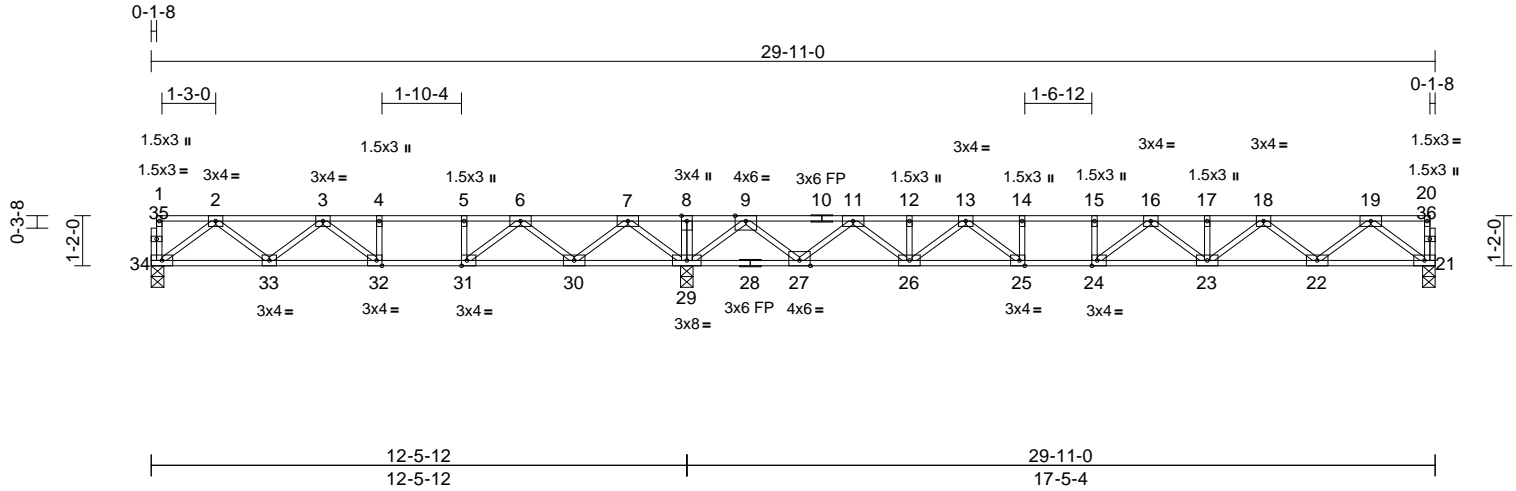 0-1-8
29-11-0
0-1-8
1-3-0
1-10-4
1-6-12
1.5x3 ॥
1.5x3 ॥
3x4 =
3x4 =
3x4 =
1.5x3 =
1.5x3 =
3x4 =
3x4 =
1.5x3 ॥
3x4 ॥
4x6 =
3x6 FP
1.5x3 ॥
1.5x3 ॥
1.5x3 ॥
1.5x3 ॥
1.5x3 ॥
1 2 3 4 5 6 7 8 9 10 11 12 13 14 15 16 17 18 19 20
35 36
0-3-8
1-2-0
1-2-0
34 33 32 31 30 29 28 27 26 25 24 23 22 21
3x4 =
3x4 =
3x4 =
3x8 =
3x6 FP
4x6 =
3x4 =
3x4 =
12-5-12 29-11-0
12-5-12 17-5-4